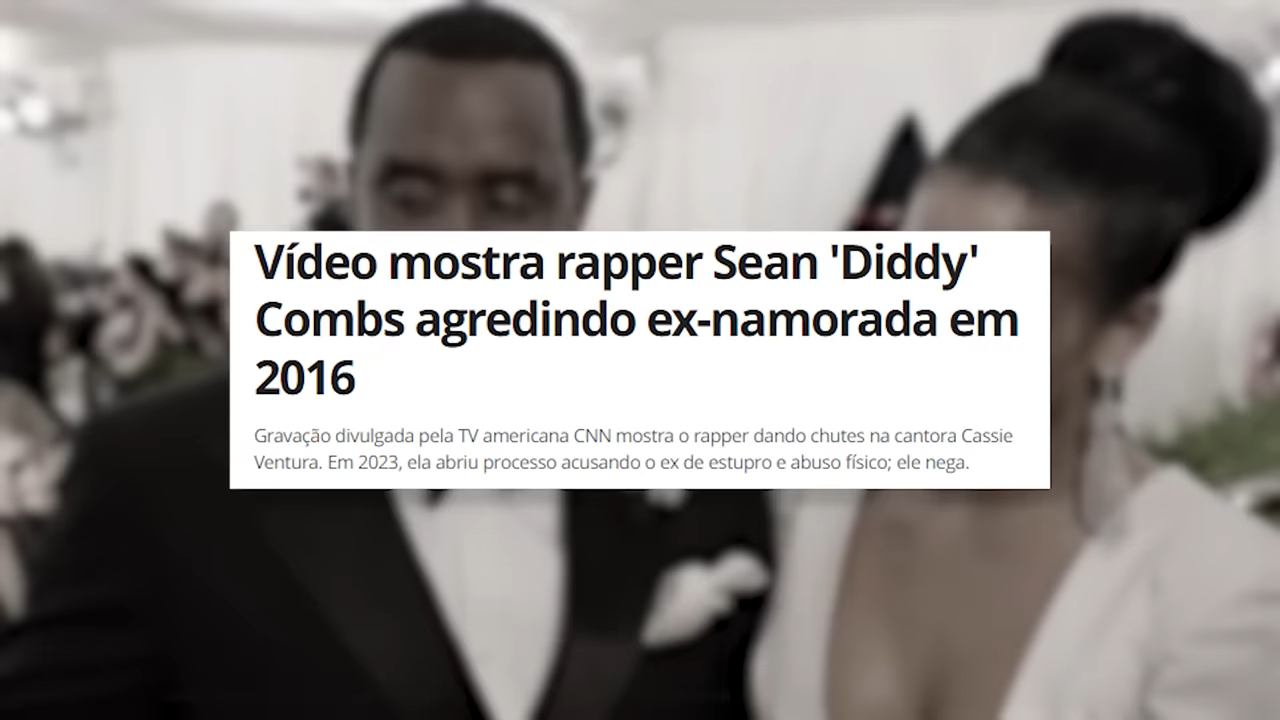 Vídeo mostra rapper Sean 'Diddy'
Combs agredindo ex-namorada em
2016
Gravação divulgada pela TV americana CNN mostra o rapper dando chutes na cantora Cassie
Ventura. Em 2023, ela abriu processo acusando o ex de estupro e abuso físico; ele nega.